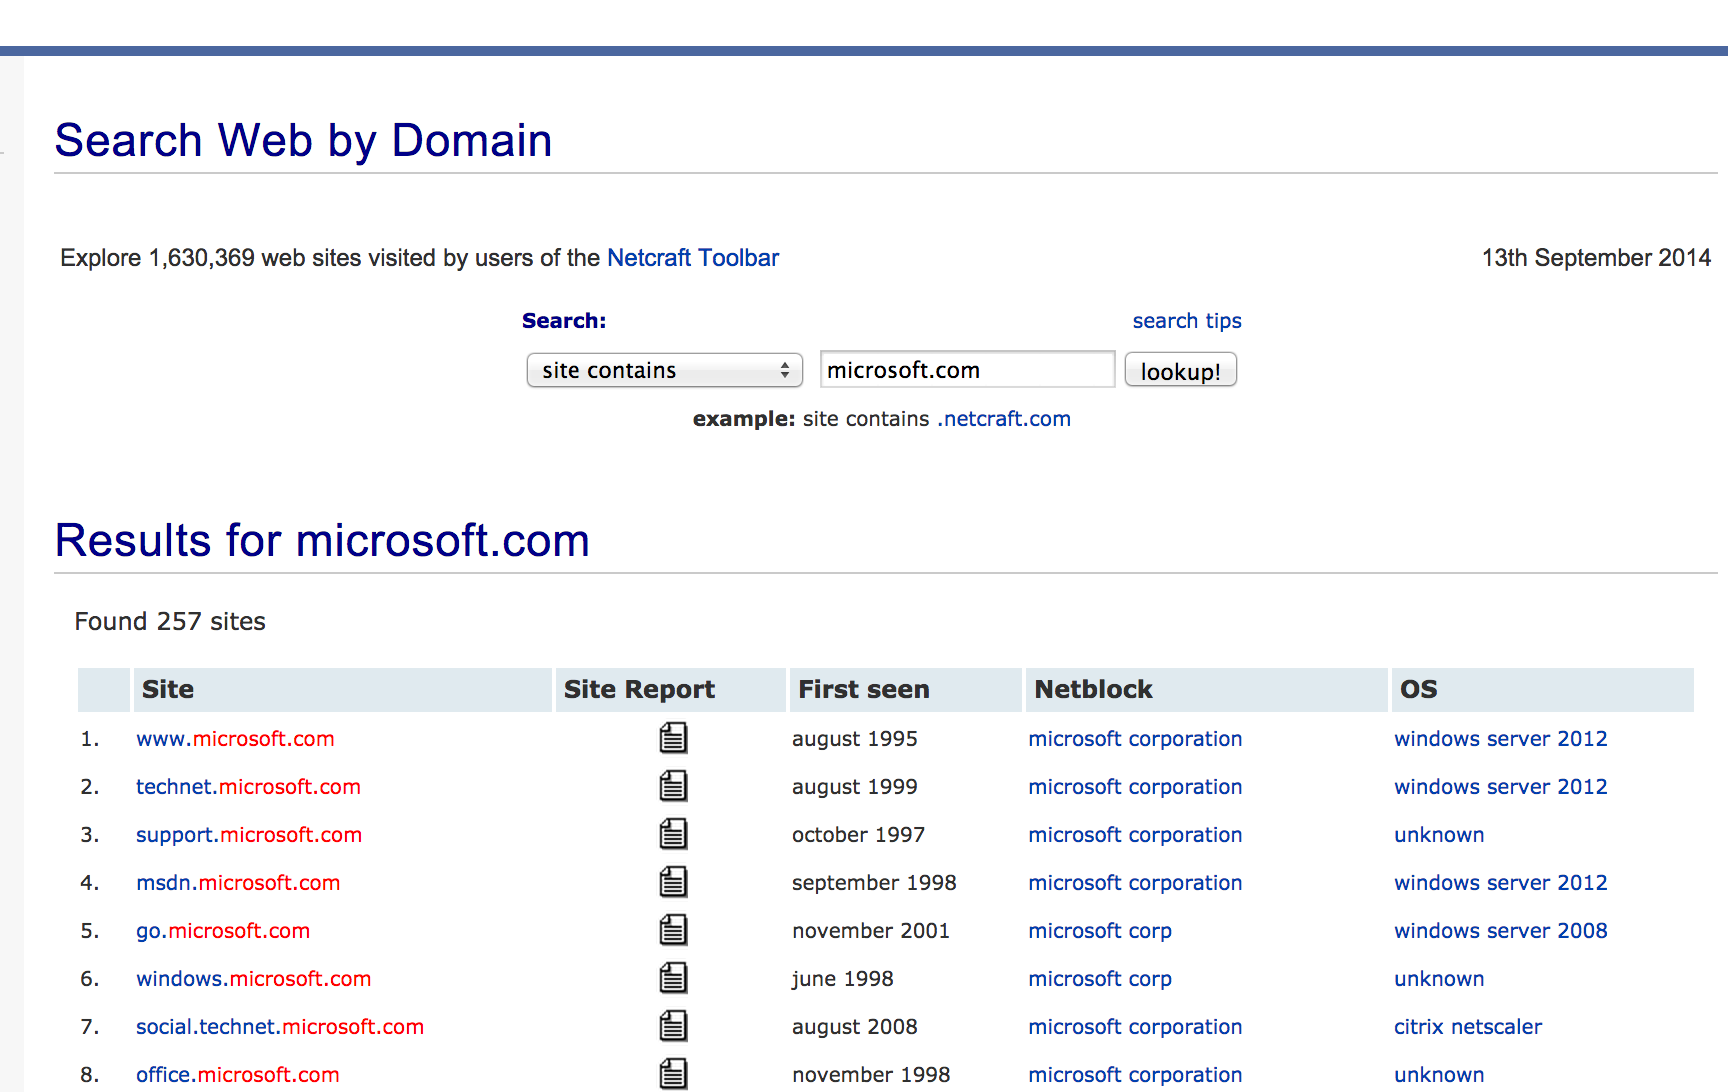 Search Web by Domain
Explore 1,630,369 web sites visited by users of the Netcraft Toolbar 13th September 2014
Search: search tips
site contains microsoft.com lookup!
example: site contains .netcraft.com
Results for microsoft.com
Found 257 sites
Site Site Report First seen Netblock OS
1. www.microsoft.com august 1995 microsoft corporation windows server 2012
2. technet.microsoft.com august 1999 microsoft corporation windows server 2012
3. support.microsoft.com october 1997 microsoft corporation unknown
4. msdn.microsoft.com september 1998 microsoft corporation windows server 2012
5. go.microsoft.com november 2001 microsoft corp windows server 2008
6. windows.microsoft.com june 1998 microsoft corp unknown
7. social.technet.microsoft.com august 2008 microsoft corporation citrix netscaler
8. office.microsoft.com november 1998 microsoft corporation unknown